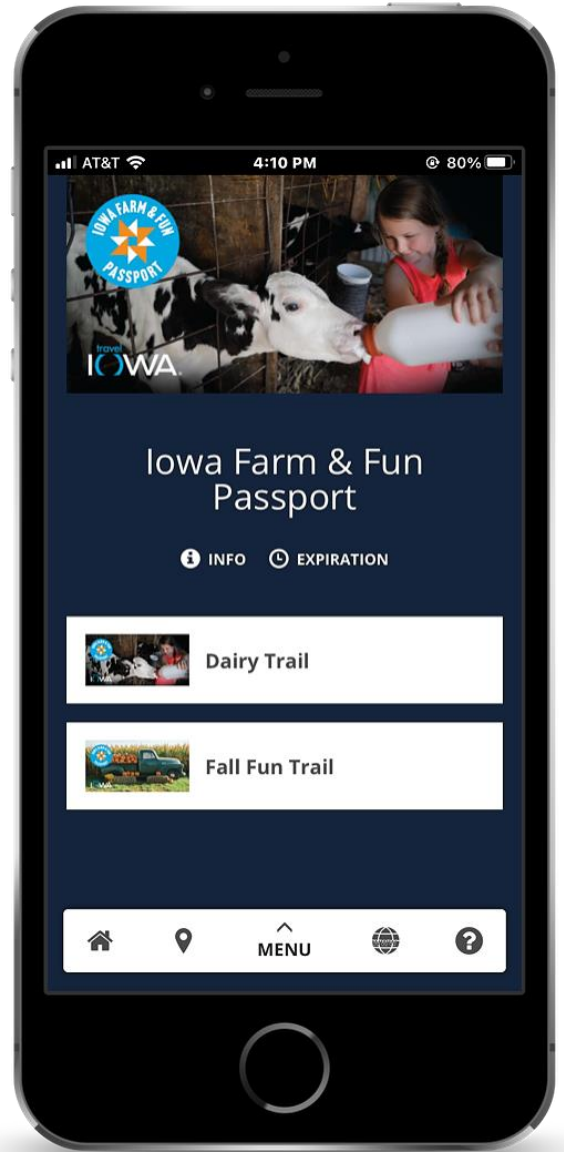 AT&T 4:10 PM 80%
IOWA FARM & FUN
PASSPORT
travel
IOWA
Iowa Farm & Fun
Passport
INFO EXPIRATION
Dairy Trail
Fall Fun Trail
MENU